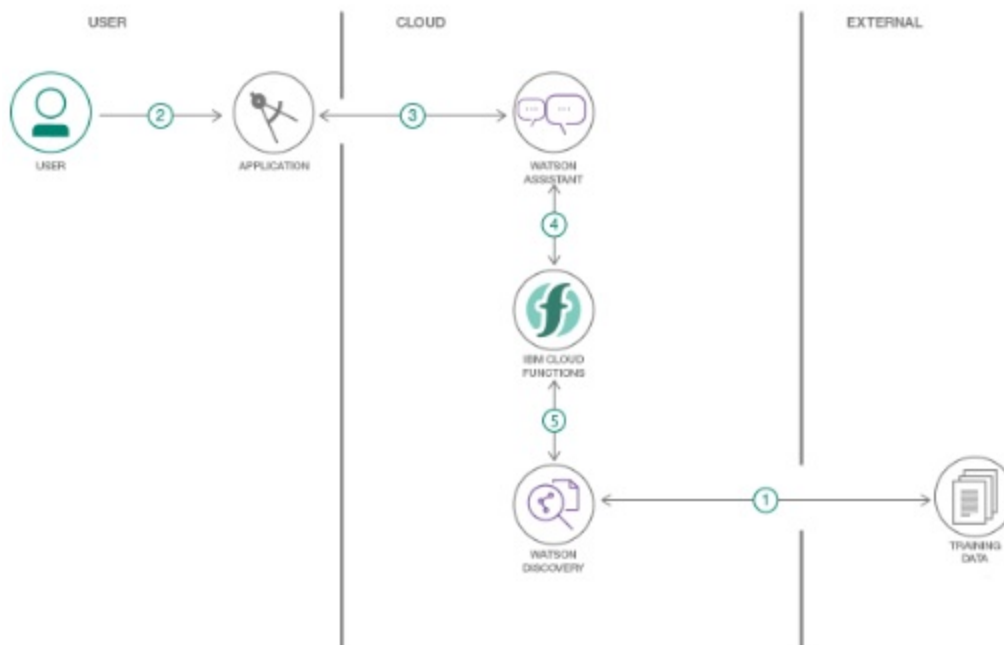 USER
CLOUD
EXTERNAL
2
3
USER
APPLICATION
WATSON
ASSISTANT
4
IBM CLOUD
FUNCTIONS
5
1
WATSON
DISCOVERY
TRAINING
DATA